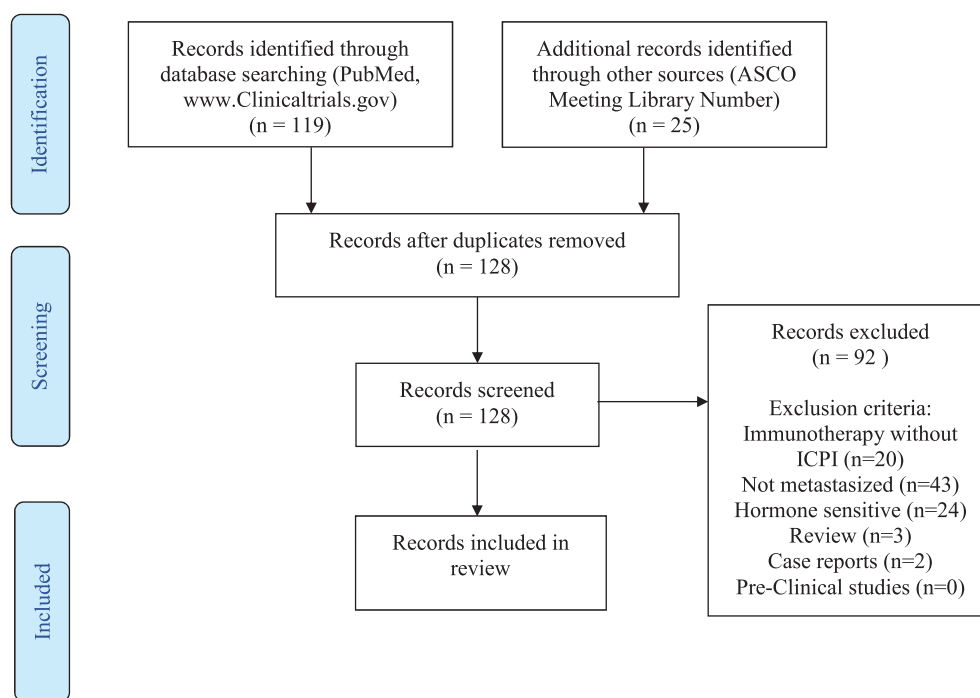 Identification
Records identified through
database searching (PubMed,
www.Clinicaltrials.gov)
(n = 119)
Additional records identified
through other sources (ASCO
Meeting Library Number)
(n = 25)
Records after duplicates removed
(n = 128)
Screening
Records screened
(n = 128)
Records excluded
(n = 92 )
Exclusion criteria:
Immunotherapy without
ICPI (n=20)
Not metastasized (n=43)
Hormone sensitive (n=24)
Review (n=3)
Case reports (n=2)
Pre-Clinical studies (n=0)
Included
Records included in
review